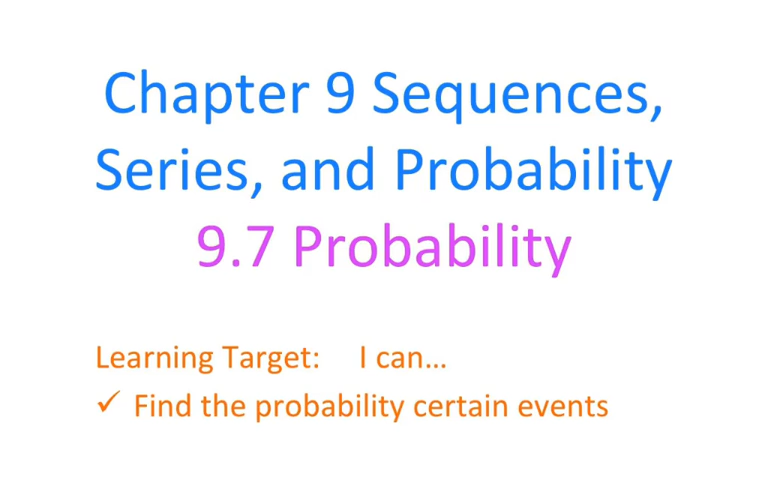 Chapter 9 Sequences,
Series, and Probability
9.7 Probability
Learning Target: I can…
✓ Find the probability certain events